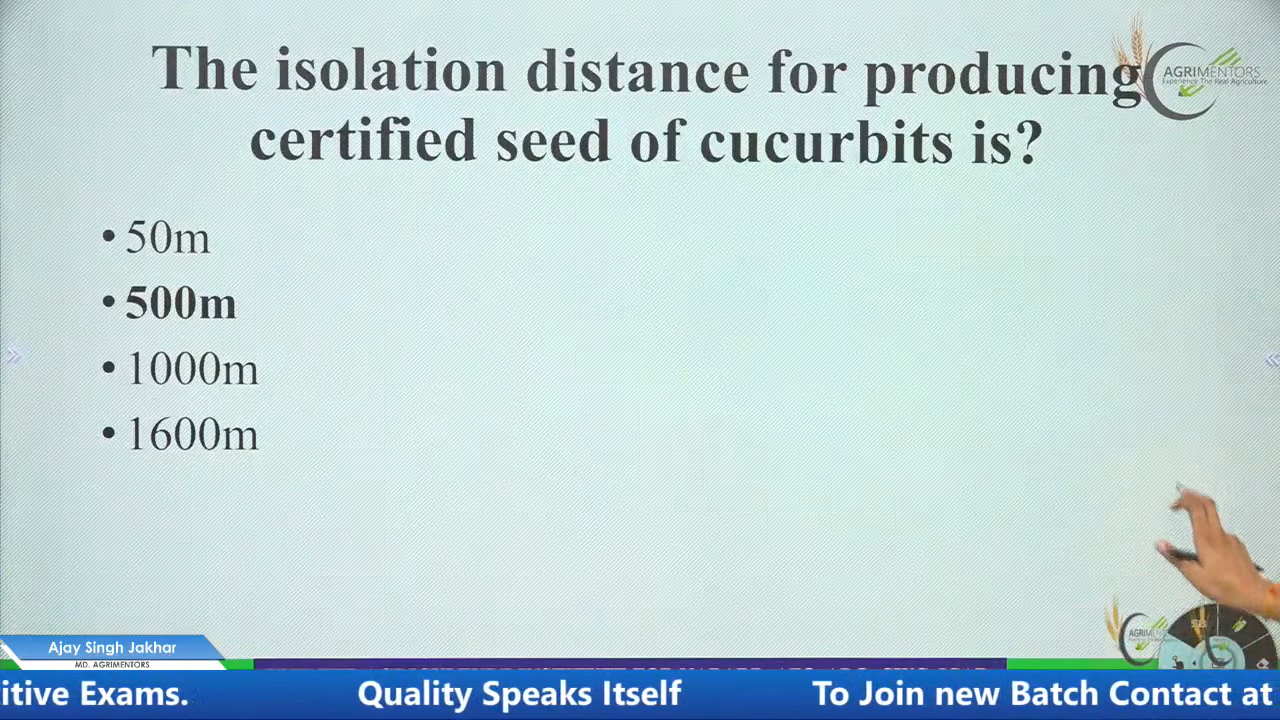 The isolation distance for producing
certified seed of cucurbits is?
AGRIMENTORS
Experience The Real Agriculture
• 50m
• 500m
• 1000m
• 1600m
Ajay Singh Jakhar
MD. AGRIMENTORS
itive Exams. Quality Speaks Itself To Join new Batch Contact at